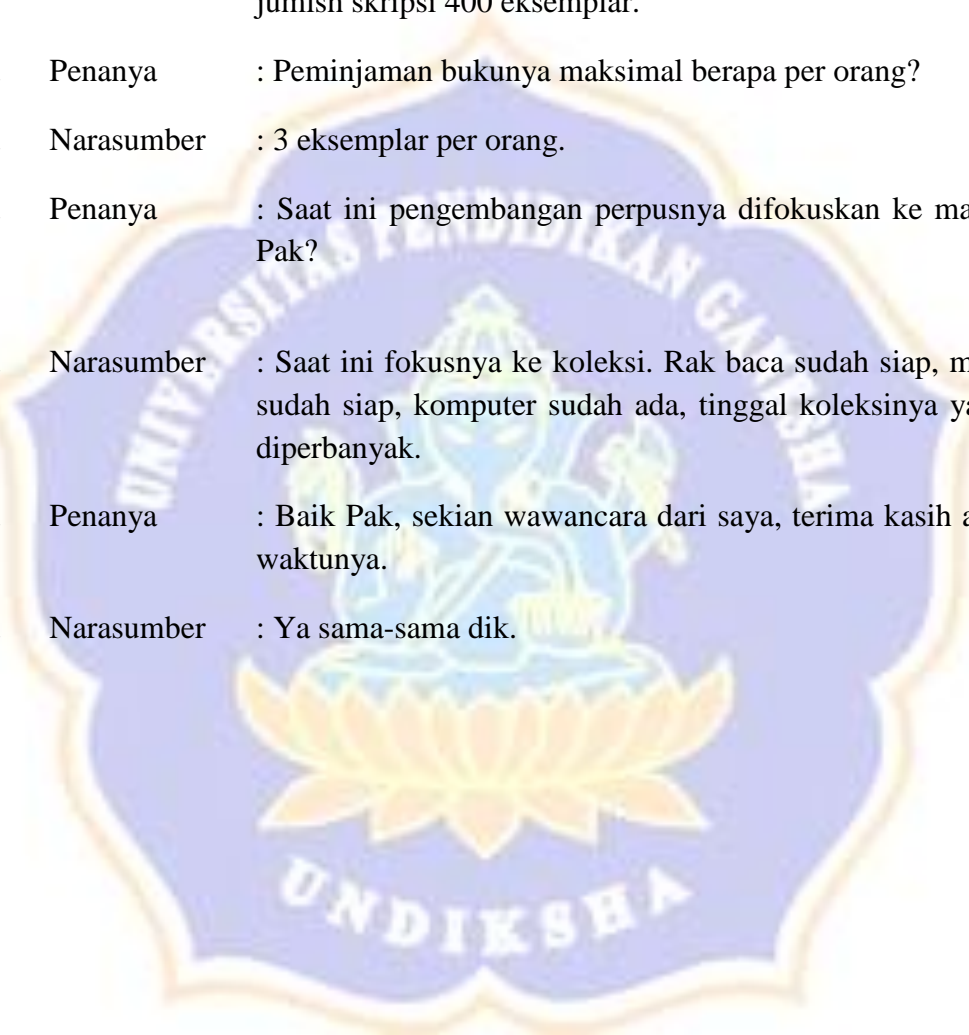 jumlsh skripsi 400 eksemplar.
Penanya : Peminjaman bukunya maksimal berapa per orang?
Narasumber : 3 eksemplar per orang.
Penanya : Saat ini pengembangan perpusnya difokuskan ke
Pak?
Narasumber : Saat ini fokusnya ke koleksi. Rak baca sudah siap,
sudah siap, komputer sudah ada, tinggal koleksinya
diperbanyak.
Penanya : Baik Pak, sekian wawancara dari saya, terima kasih
waktunya.
Narasumber : Ya sama-sama dik.
UNIVERSITAS PENDIDIKAN GANESHA
UNDIKSHA